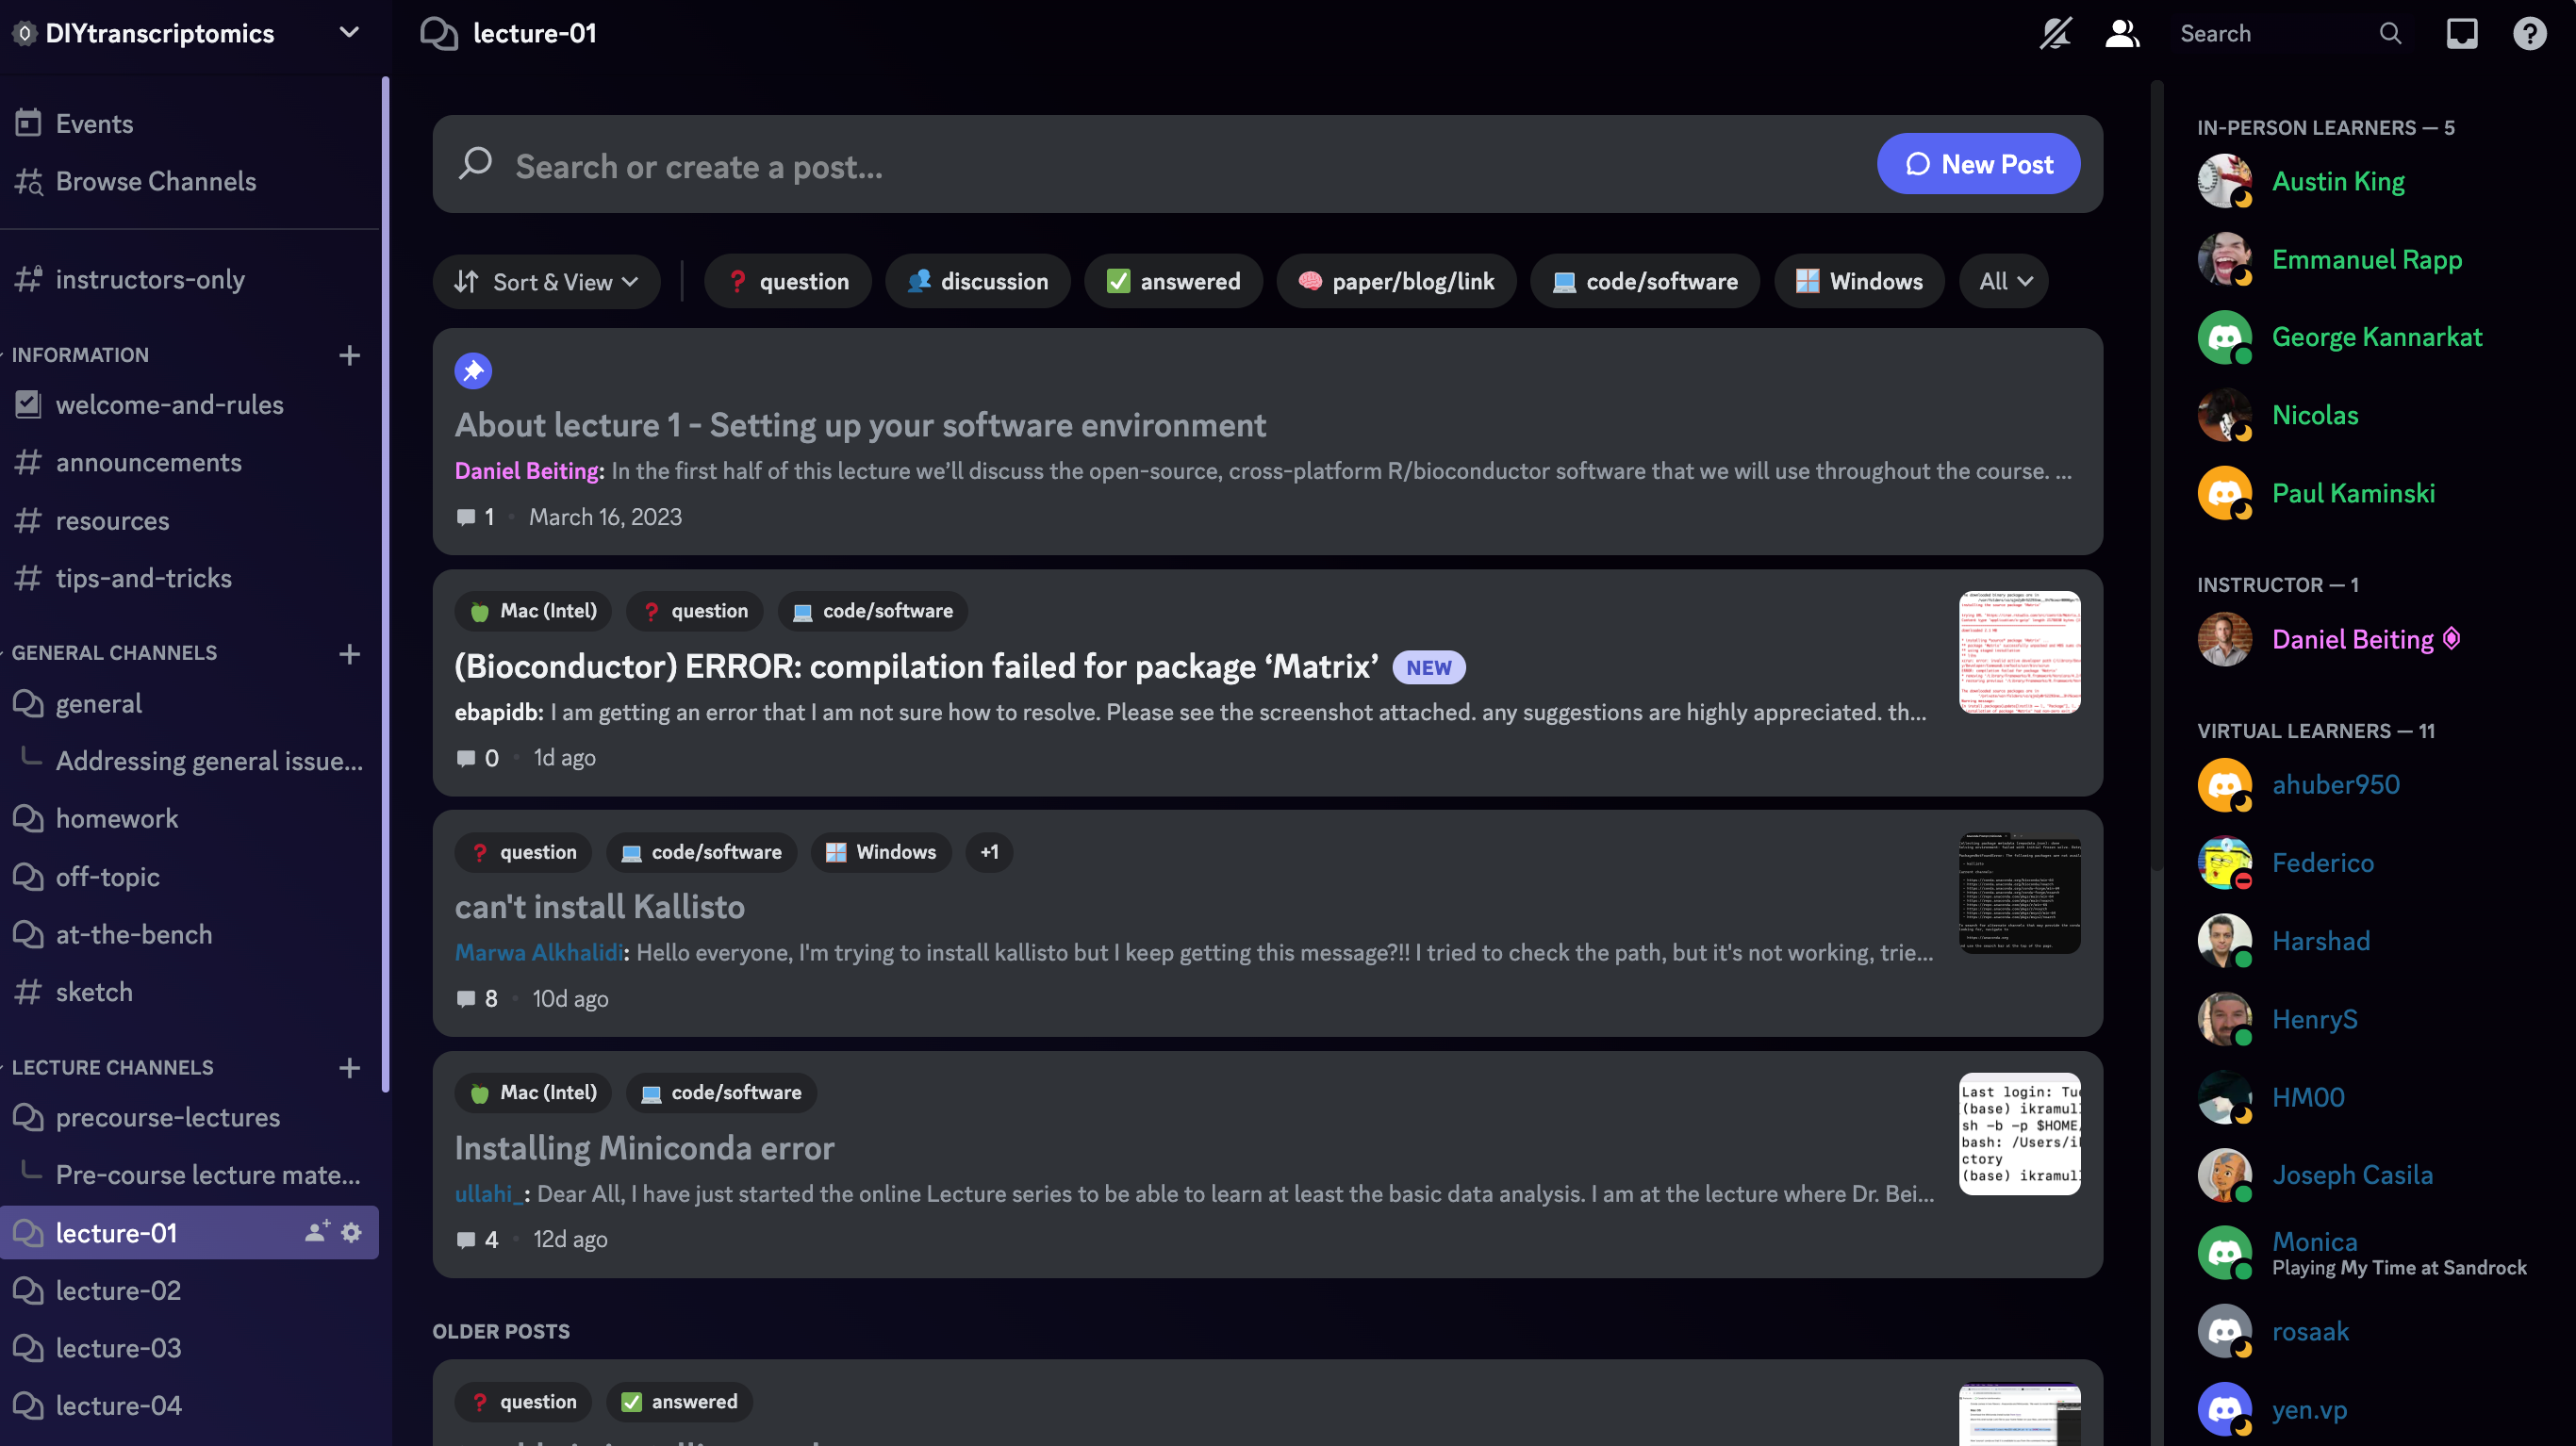 DIYtranscriptomics
Events
Browse Channels
instructors-only
INFORMATION
welcome-and-rules
announcements
resources
tips-and-tricks
GENERAL CHANNELS
general
Addressing general issue...
homework
off-topic
at-the-bench
sketch
LECTURE CHANNELS
precourse-lectures
Pre-course lecture mate...
lecture-01
lecture-02
lecture-03
lecture-04
lecture-01
Search
Search or create a post...
New Post
Sort & View
question
discussion
answered
paper/blog/link
code/software
Windows
All
About lecture 1 - Setting up your software environment
Daniel Beiting: In the first half of this lecture we'll discuss the open-source, cross-platform R/bioconductor software that we will use throughout the course. ...
1 • March 16, 2023
Mac (Intel) question code/software
(Bioconductor) ERROR: compilation failed for package ‘Matrix’ NEW
ebapidb: I am getting an error that I am not sure how to resolve. Please see the screenshot attached. any suggestions are highly appreciated. th...
0 • 1d ago
question code/software Windows +1
can't install Kallisto
Marwa Alkhalidi: Hello everyone, I'm trying to install kallisto but I keep getting this message?!! I tried to check the path, but it's not working, trie...
8 • 10d ago
Mac (Intel) code/software
Installing Miniconda error
ullahi_: Dear All, I have just started the online Lecture series to be able to learn at least the basic data analysis. I am at the lecture where Dr. Bei...
4 • 12d ago
Last login: Tu
(base) ikramul
sh -b -p $HOME
bash: /Users/i
ctory
(base) ikramul
OLDER POSTS
question answered
IN-PERSON LEARNERS — 5
Austin King
Emmanuel Rapp
George Kannarkat
Nicolas
Paul Kaminski
INSTRUCTOR — 1
Daniel Beiting
VIRTUAL LEARNERS — 11
ahuber950
Federico
Harshad
HenryS
HM00
Joseph Casila
Monica
Playing My Time at Sandrock
rosaak
yen.vp